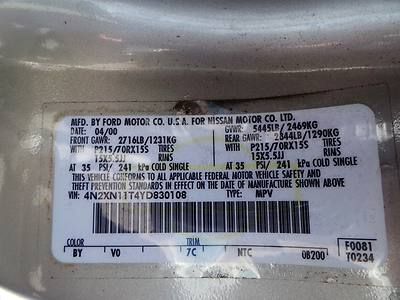 MFD. BY FORD MOTOR CO. U.S.A. FOR NISSAN MOTOR CO. LTD.
DATE: 04/00 GVWR: 5445LB/2469KG
FRONT GAWR: 2716LB/1231KG REAR GAWR: 2844LB/1290KG
WITH P215/70RX15S TIRES WITH P215/70RX15S TIRES
15X5.5JJ RIMS 15X5.5JJ RIMS
AT 35 PSI/ 241 kPa COLD SINGLE AT 35 PSI/ 241 kPa COLD SINGLE
THIS VEHICLE CONFORMS TO ALL APPLICABLE FEDERAL MOTOR VEHICLE SAFETY AND
THEFT PREVENTION STANDARDS IN EFFECT ON THE DATE OF MANUFACTURE SHOWN ABOVE.
VIN: 4N2XN11T4YD830108 TYPE: MPV
COLOR TRIM F0081
BY V0 7C NTC 0B200 T0234